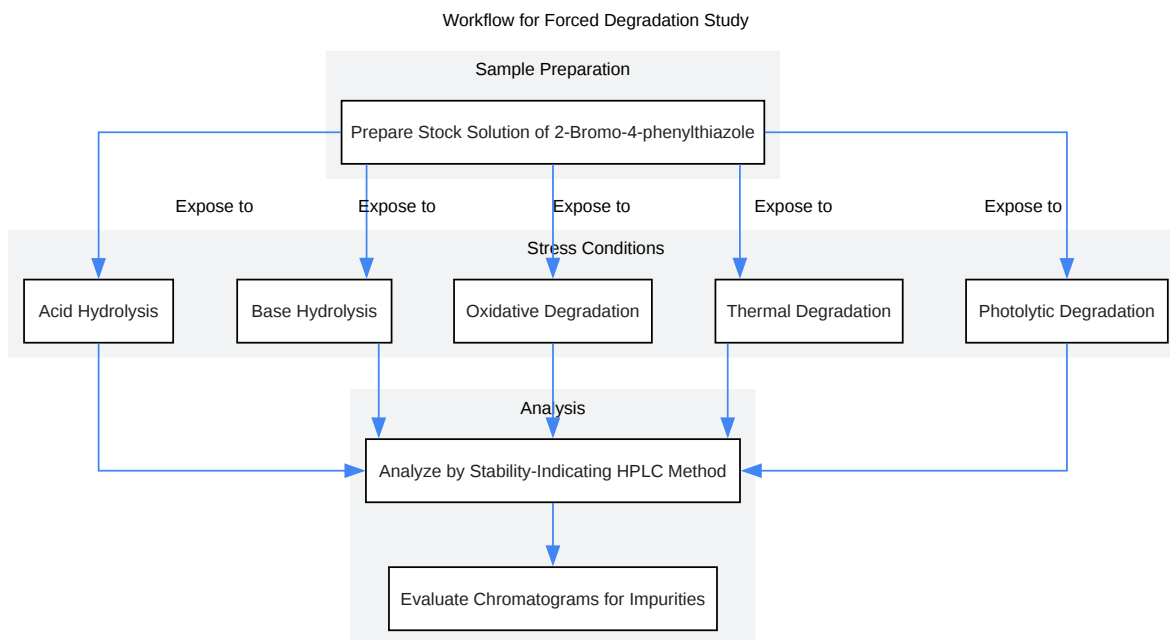 Workflow for Forced Degradation Study
Sample Preparation
Prepare Stock Solution of 2-Bromo-4-phenylthiazole
Expose to
Expose to
Expose to
Expose to
Expose to
Stress Conditions
Acid Hydrolysis
Base Hydrolysis
Oxidative Degradation
Thermal Degradation
Photolytic Degradation
Analysis
Analyze by Stability-Indicating HPLC Method
Evaluate Chromatograms for Impurities